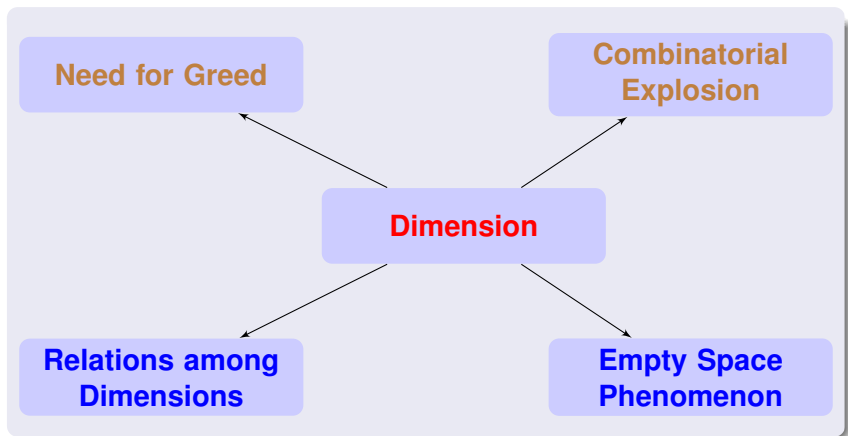 Need for Greed
Combinatorial
Explosion
Dimension
Relations among
Dimensions
Empty Space
Phenomenon